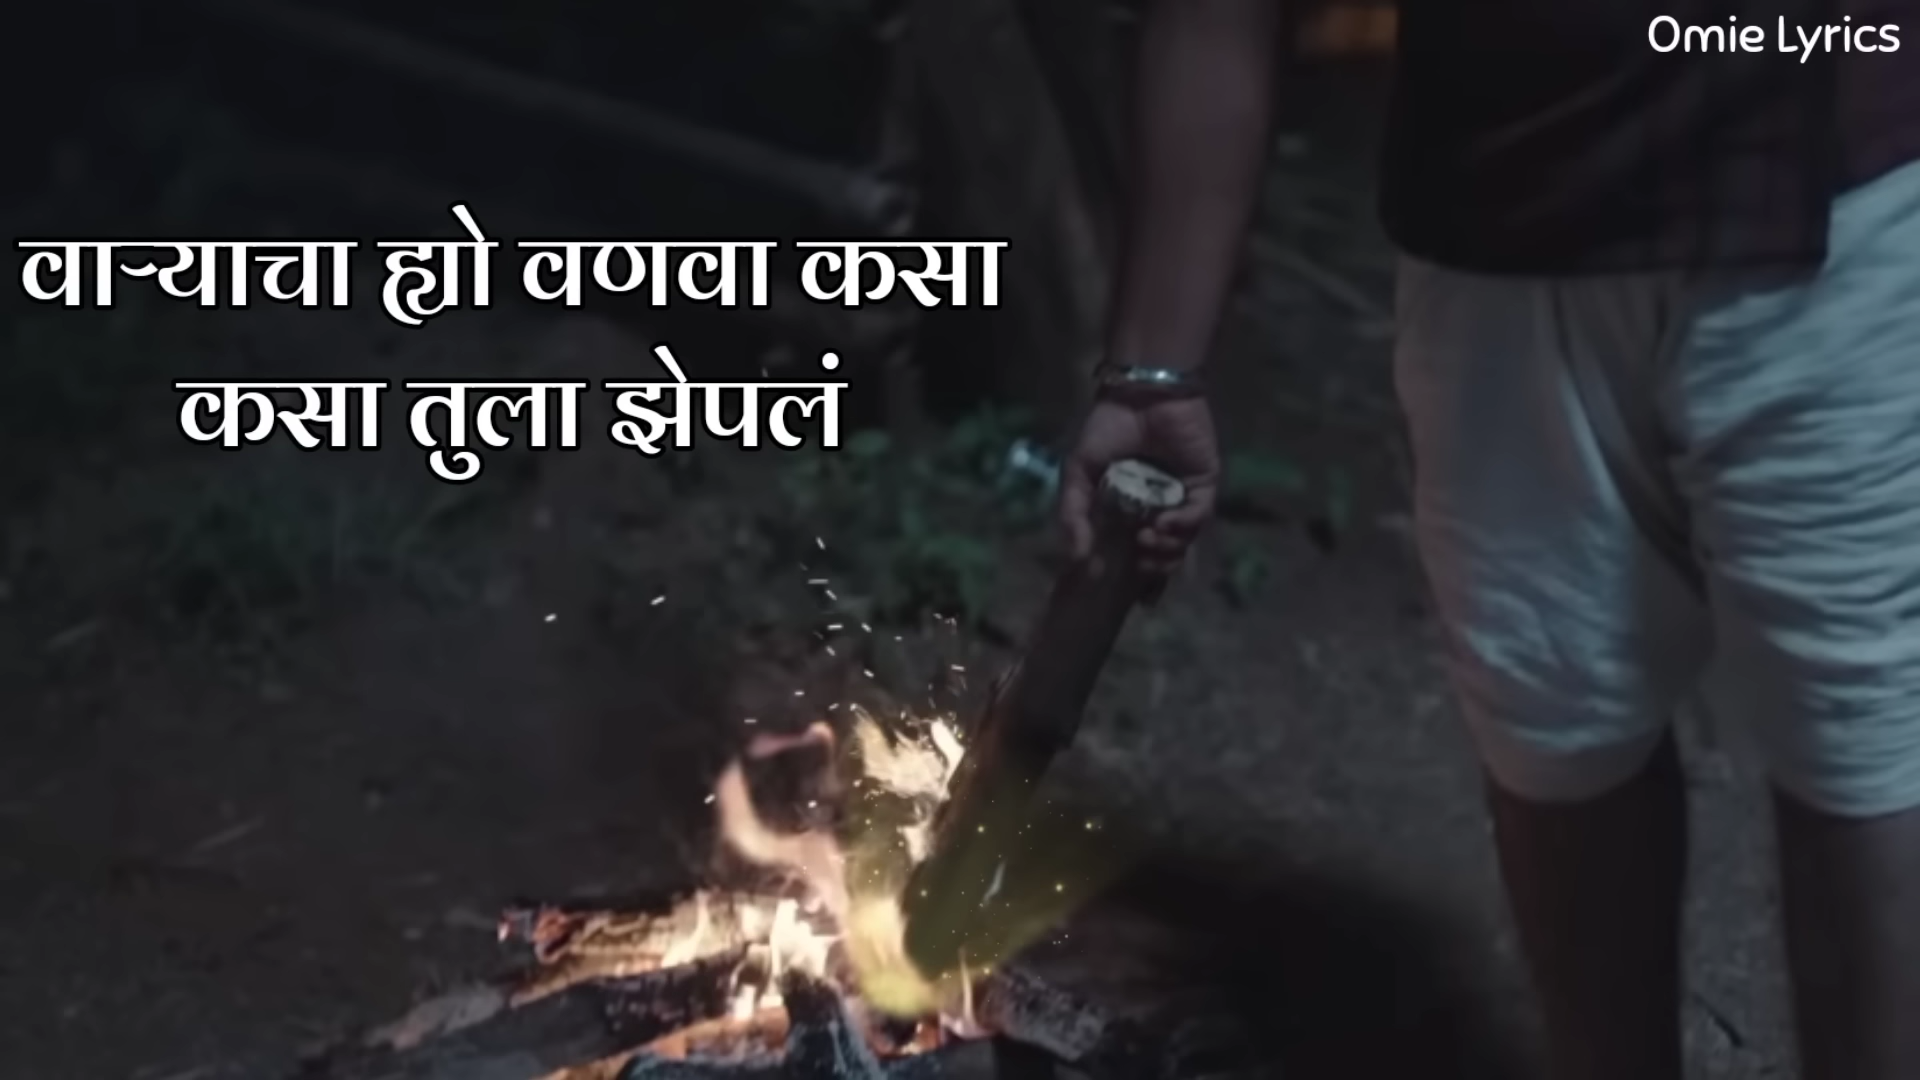 Omie Lyrics
वाऱ्याचा ह्यो वणवा कसा
कसा तुला झेपलं